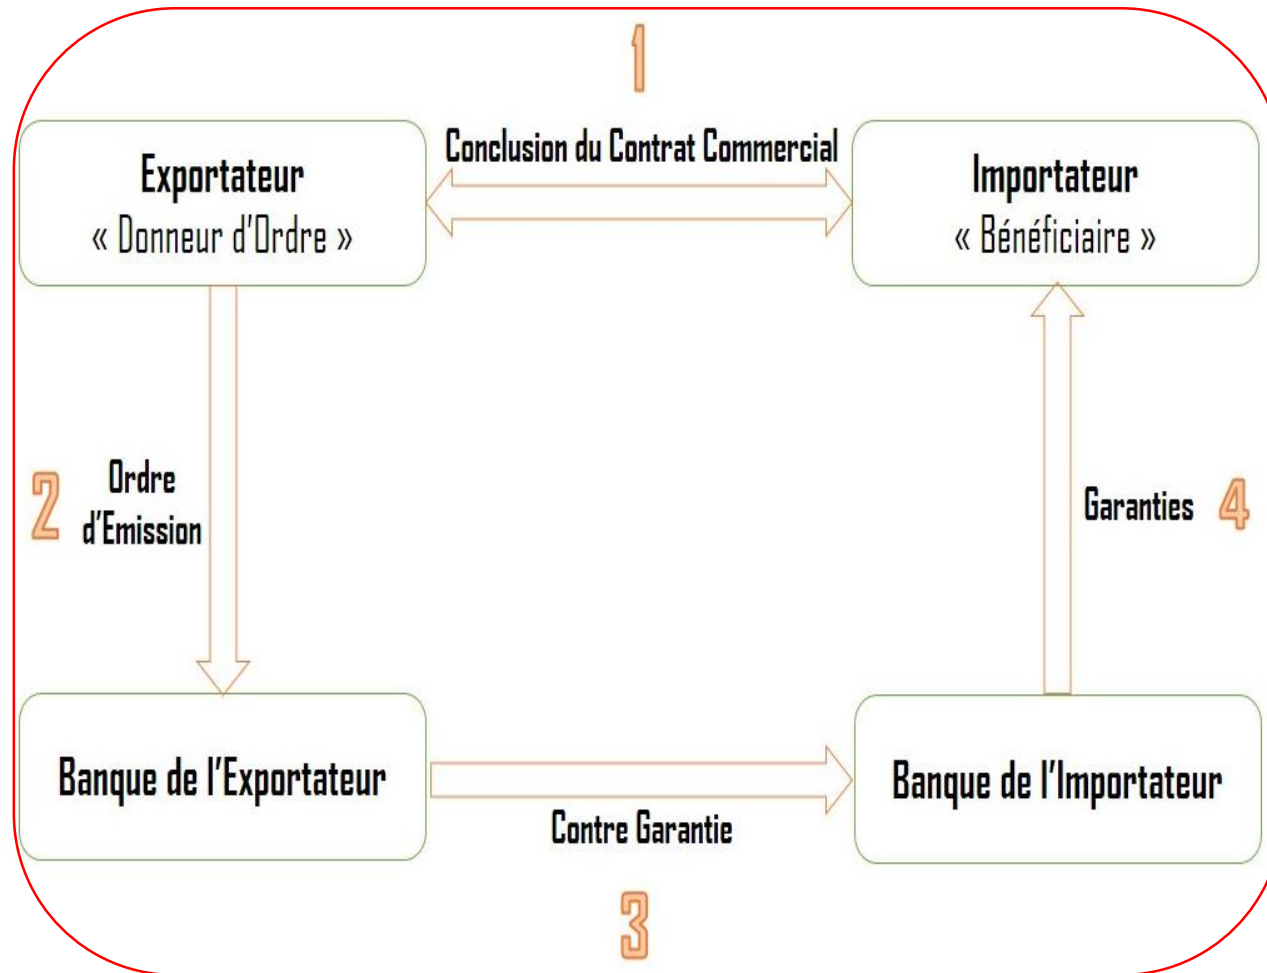 1
Conclusion du Contrat Commercial
Exportateur
« Donneur d'Ordre »
Importateur
« Bénéficiaire »
2
Ordre
d'Emission
Garanties
4
Banque de l'Exportateur
Banque de l'Importateur
Contre Garantie
3